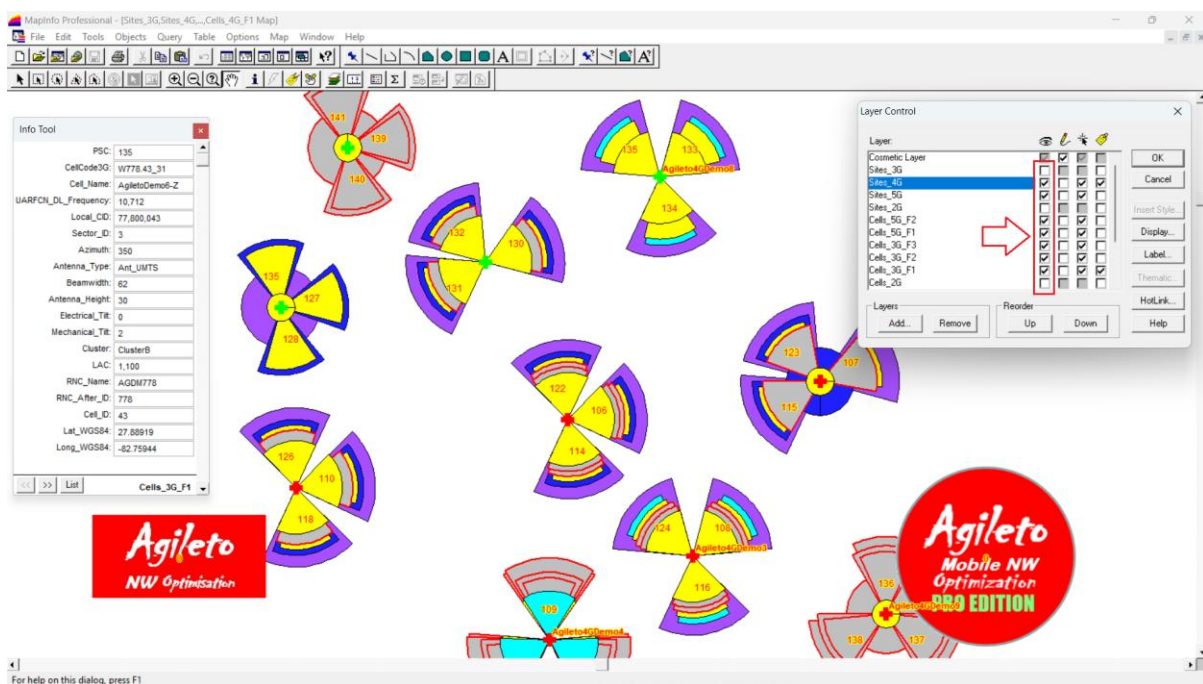 MapInfo Professional - [Sites_3G,Sites_4G,...,Cells_4G_F1 Map]
File Edit Tools Objects Query Table Options Map Window Help
Info Tool
PSC: 135
CellCode3G: W778.43_31
Cell_Name: AgiletoDemo6-Z
UARFCN_DL_Frequency: 10,712
Local_CID: 77,800,043
Sector_ID: 3
Azimuth: 350
Antenna_Type: Ant_UMTS
Beamwidth: 62
Antenna_Height: 30
Electrical_Tilt: 0
Mechanical_Tilt: 2
Cluster: ClusterB
LAC: 1,100
RNC_Name: AGDM778
RNC_After_ID: 778
Cell_ID: 43
Lat_WGS84: 27.88919
Long_WGS84: -82.75944
<< >> List Cells_3G_F1
Layer Control
Layer:
Cosmetic Layer
Sites_3G
Sites_4G
Sites_5G
Sites_2G
Cells_5G_F2
Cells_5G_F1
Cells_3G_F3
Cells_3G_F2
Cells_3G_F1
Cells_2G
OK
Cancel
Insert Style...
Display...
Label...
Thematic...
HotLink...
Help
Layers
Add... Remove
Reorder
Up Down
141
139
140
135
133
Agileto4GDemo8
134
132
130
131
135
127
128
123
107
115
122
106
114
126
110
118
124
108
Agileto4GDemo3
116
109
Agileto4GDemo4
136
Agileto4GDemo9
138
137
Agileto
NW Optimisation
Agileto
Mobile NW
Optimization
PRO EDITION
For help on this dialog, press F1